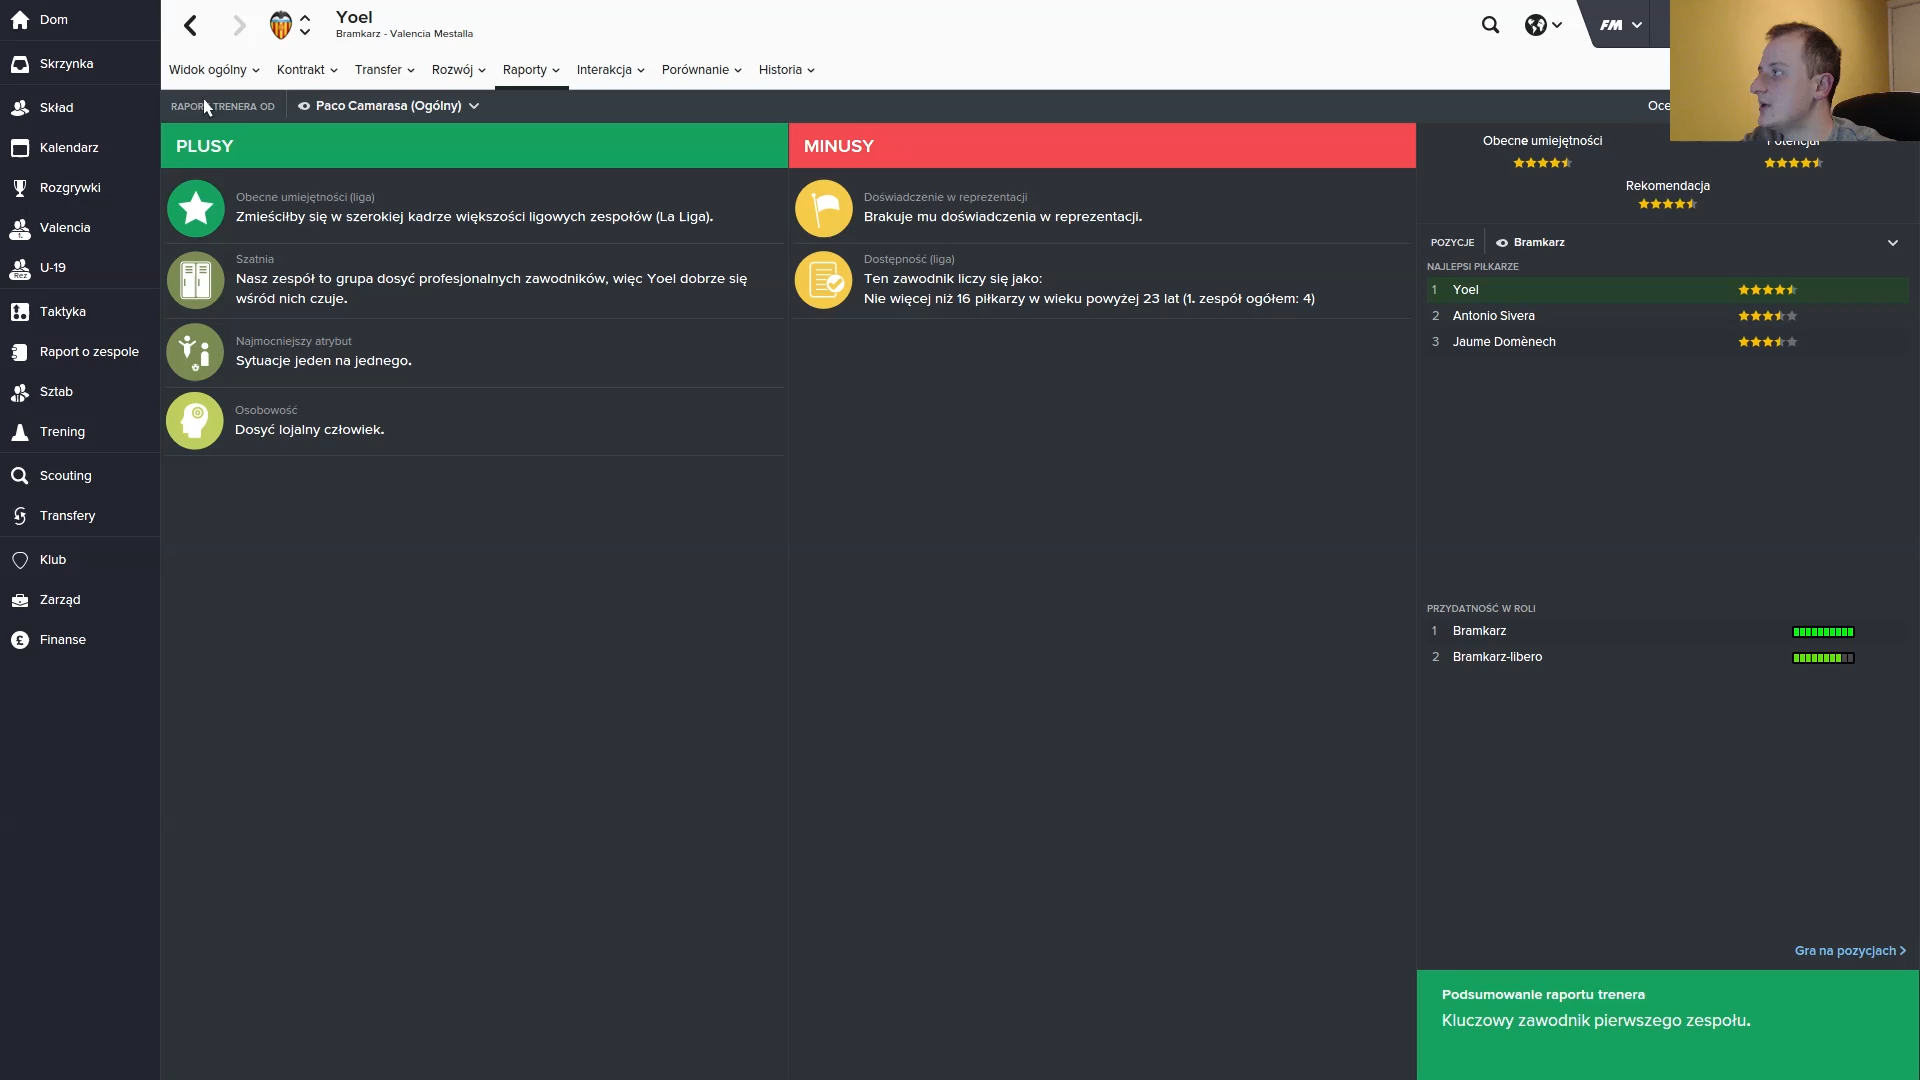 Dom
Skrzynka
Skład
Kalendarz
Rozgrywki
Valencia
U-19
Taktyka
Raport o zespole
Sztab
Trening
Scouting
Transfery
Klub
Zarząd
Finanse
Yoel
Bramkarz - Valencia Mestalla
FM
Widok ogólny
Kontrakt
Transfer
Rozwój
Raporty
Interakcja
Porównanie
Historia
TRENERA OD
Paco Camarasa (Ogólny)
PLUSY
Obecne umiejętności (liga)
Zmieściłby się w szerokiej kadrze większości ligowych zespołów (La Liga).
Szatnia
Nasz zespół to grupa dosyć profesjonalnych zawodników, więc Yoel dobrze się
wśród nich czuje.
Najmocniejszy atrybut
Sytuacje jeden na jednego.
Osobowość
Dosyć lojalny człowiek.
MINUSY
Doświadczenie w reprezentacji
Brakuje mu doświadczenia w reprezentacji.
Dostępność (liga)
Ten zawodnik liczy się jako:
Nie więcej niż 16 piłkarzy w wieku powyżej 23 lat (1. zespół ogółem: 4)
Obecne umiejętności
Potencjał
Rekomendacja
POZYCJE
Bramkarz
NAJLEPSI PIŁKARZE
1 Yoel
2 Antonio Sivera
3 Jaume Domènech
PRZYDATNOŚĆ W ROLI
1 Bramkarz
2 Bramkarz-libero
Gra na pozycjach >
Podsumowanie raportu trenera
Kluczowy zawodnik pierwszego zespołu.